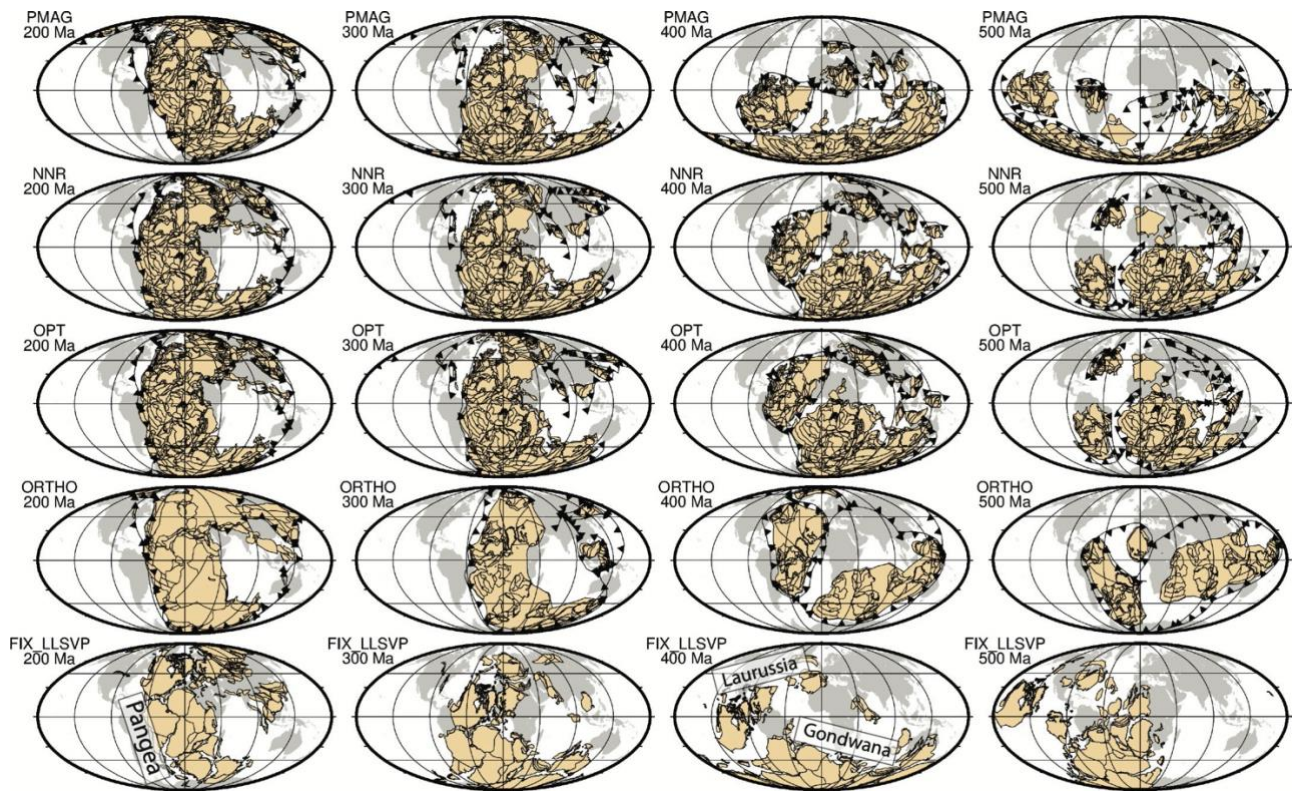 PMAG
200 Ma
PMAG
300 Ma
PMAG
400 Ma
PMAG
500 Ma
NNR
200 Ma
NNR
300 Ma
NNR
400 Ma
NNR
500 Ma
OPT
200 Ma
OPT
300 Ma
OPT
400 Ma
OPT
500 Ma
ORTHO
200 Ma
ORTHO
300 Ma
ORTHO
400 Ma
ORTHO
500 Ma
FIX_LLSVP
200 Ma
Pangea
FIX_LLSVP
300 Ma
FIX_LLSVP
400 Ma
Laurussia
Gondwana
FIX_LLSVP
500 Ma